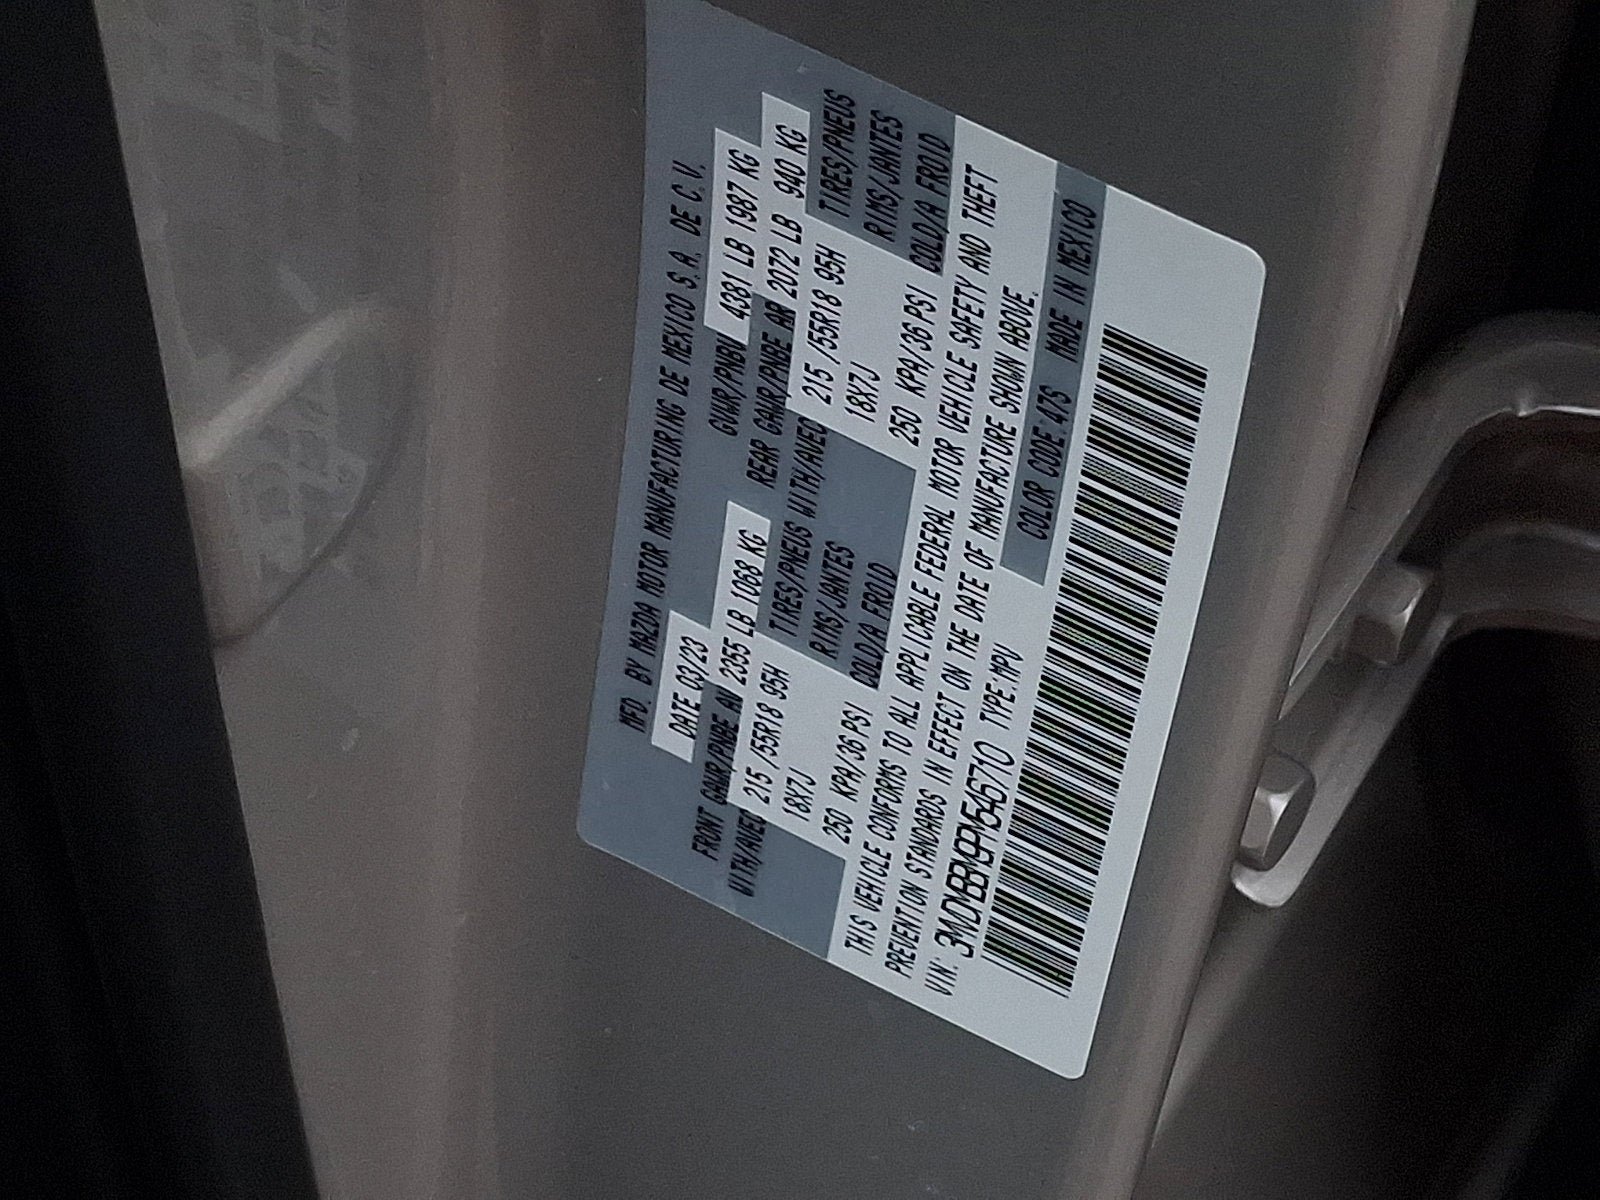 MFD. BY MAZDA MOTOR MANUFACTURING DE MEXICO S.A. DE C.V.
DATE 03/23 GVWR/PNBV 4381 LB 1987 KG
FRONT GAWR/PNBE AV 2355 LB 1068 KG REAR GAWR/PNBE AR 2072 LB 940 KG
WITH/AVEC 215 /55R18 95H TIRES/PNEUS WITH/AVEC 215 /55R18 95H TIRES/PNEUS
18X7J RIMS/JANTES 18X7J RIMS/JANTES
250 KPA/36 PSI COLD/A FROID 250 KPA/36 PSI COLD/A FROID
THIS VEHICLE CONFORMS TO ALL APPLICABLE FEDERAL MOTOR VEHICLE SAFETY AND THEFT
PREVENTION STANDARDS IN EFFECT ON THE DATE OF MANUFACTURE SHOWN ABOVE.
VIN: 3MVDMBBM9PM546710 TYPE:MPV COLOR CODE:47S MADE IN MEXICO